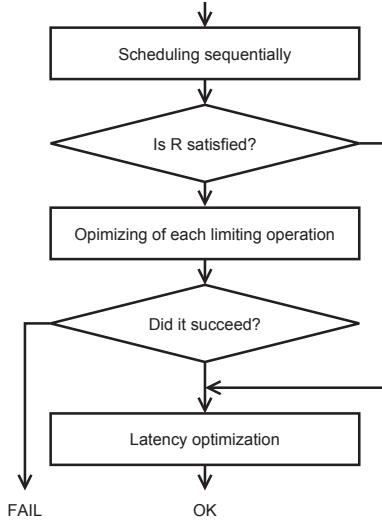 Scheduling sequentially
Is R satisfied?
Opimizing of each limiting operation
Did it succeed?
Latency optimization
FAIL
OK